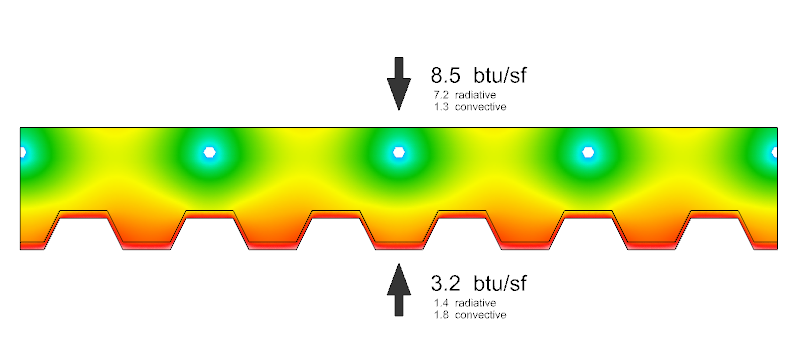 8.5 btu/sf
7.2 radiative
1.3 convective
3.2 btu/sf
1.4 radiative
1.8 convective